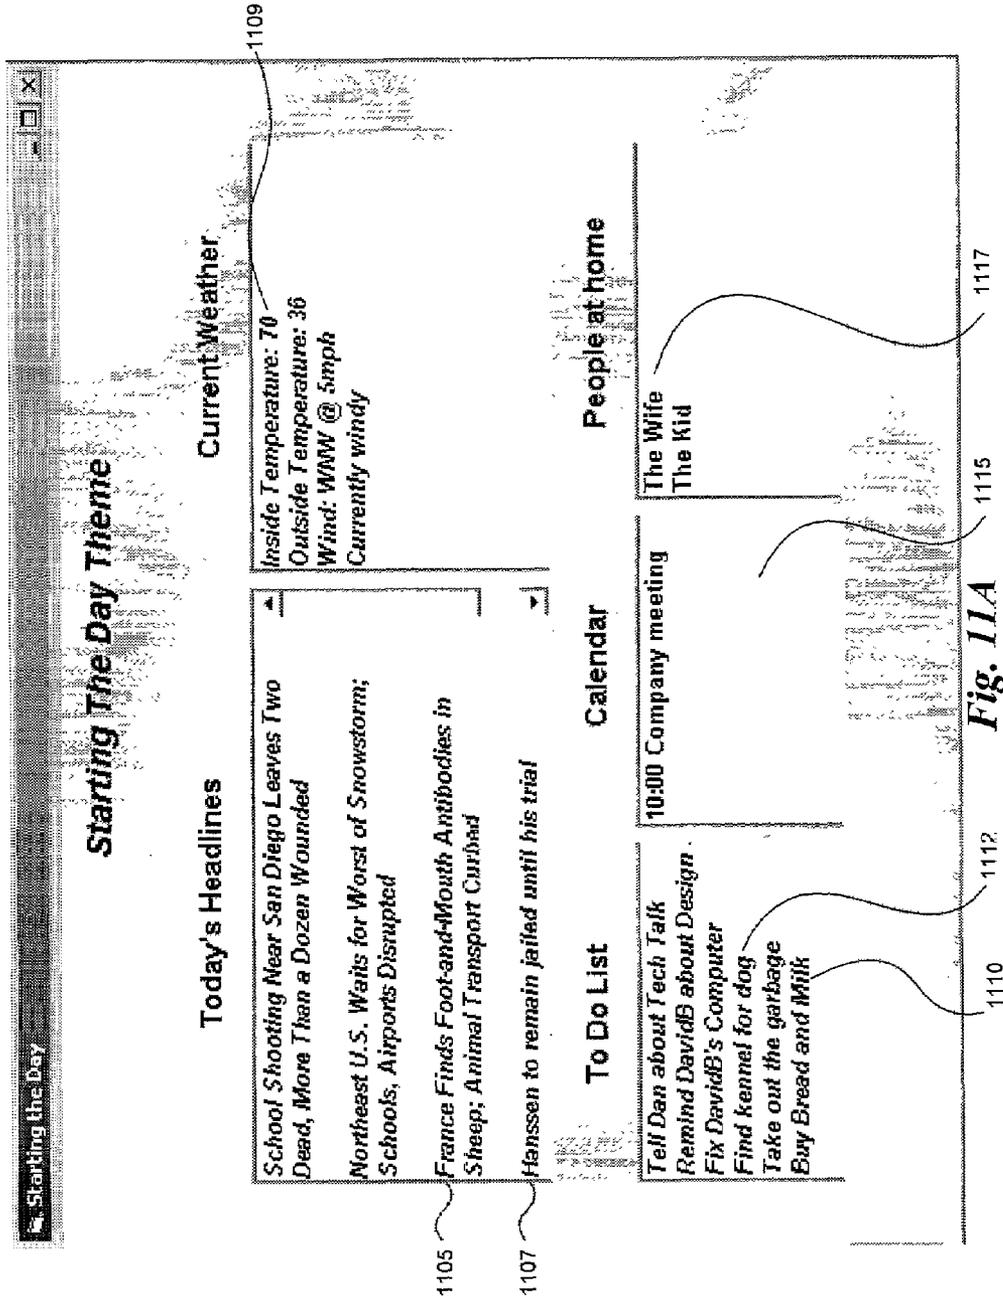 Starting the Day
Starting The Day Theme
Today's Headlines
School Shooting Near San Diego Leaves Two
Dead, More Than a Dozen Wounded
Northeast U.S. Waits for Worst of Snowstorm;
Schools, Airports Disrupted
France Finds Foot-and-Mouth Antibodies in
Sheep; Animal Transport Curbed
Hanssen to remain jailed until his trial
1105
1107
Current Weather
Inside Temperature: 70
Outside Temperature: 36
Wind: WNW @ 5mph
Currently windy
1109
To Do List
Tell Dan about Tech Talk
Remind DavidB about Design
Fix DavidB's Computer
Find kennel for dog
Take out the garbage
Buy Bread and Milk
1110
1112
Calendar
10:00 Company meeting
1115
People at home
The Wife
The Kid
1117
Fig. 11A